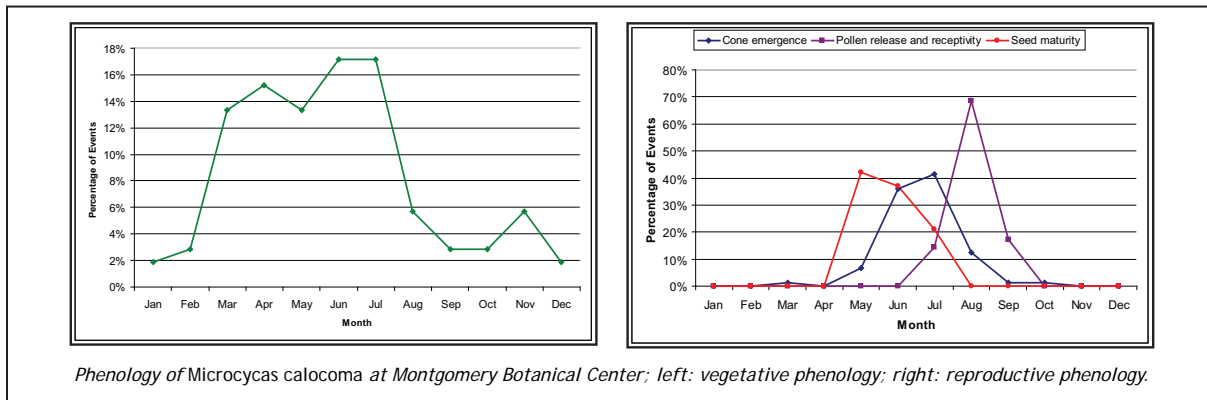 18%
16%
14%
12%
10%
8%
6%
4%
2%
0%
Percentage of Events
Jan Feb Mar Apr May Jun Jul Aug Sep Oct Nov Dec
Month
Cone emergence Pollen release and receptivity Seed maturity
80%
70%
60%
50%
40%
30%
20%
10%
0%
Percentage of Events
Jan Feb Mar Apr May Jun Jul Aug Sep Oct Nov Dec
Month
Phenology of Microcycas calocoma at Montgomery Botanical Center; left: vegetative phenology; right: reproductive phenology.